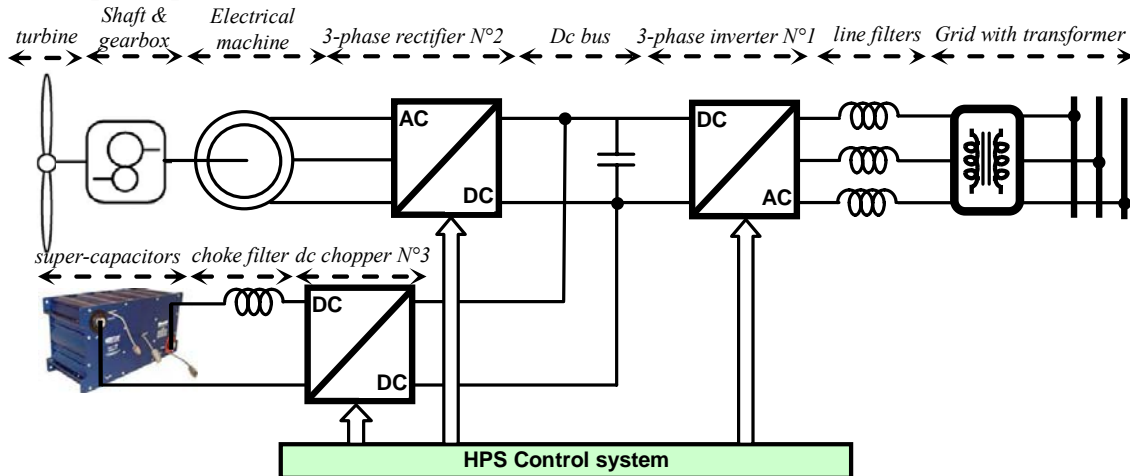 turbine
Shaft &
gearbox
Electrical
machine
3-phase rectifier N°2
Dc bus
3-phase inverter N°1
line filters
Grid with transformer
AC
DC
DC
AC
super-capacitors
choke filter
dc chopper N°3
DC
DC
HPS Control system